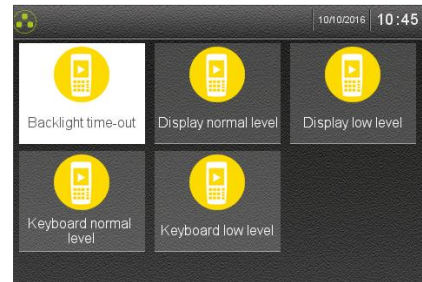 10/10/2016 10:45
Backlight time-out
Display normal level
Display low level
Keyboard normal
level
Keyboard low level